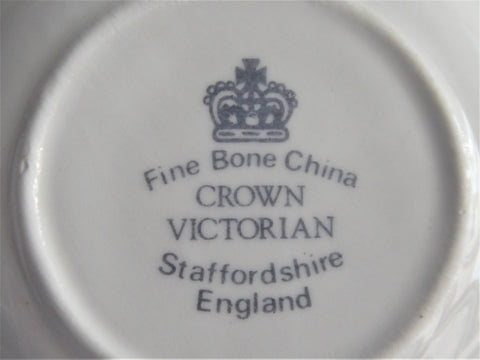 Fine Bone China
CROWN
VICTORIAN
Staffordshire
England